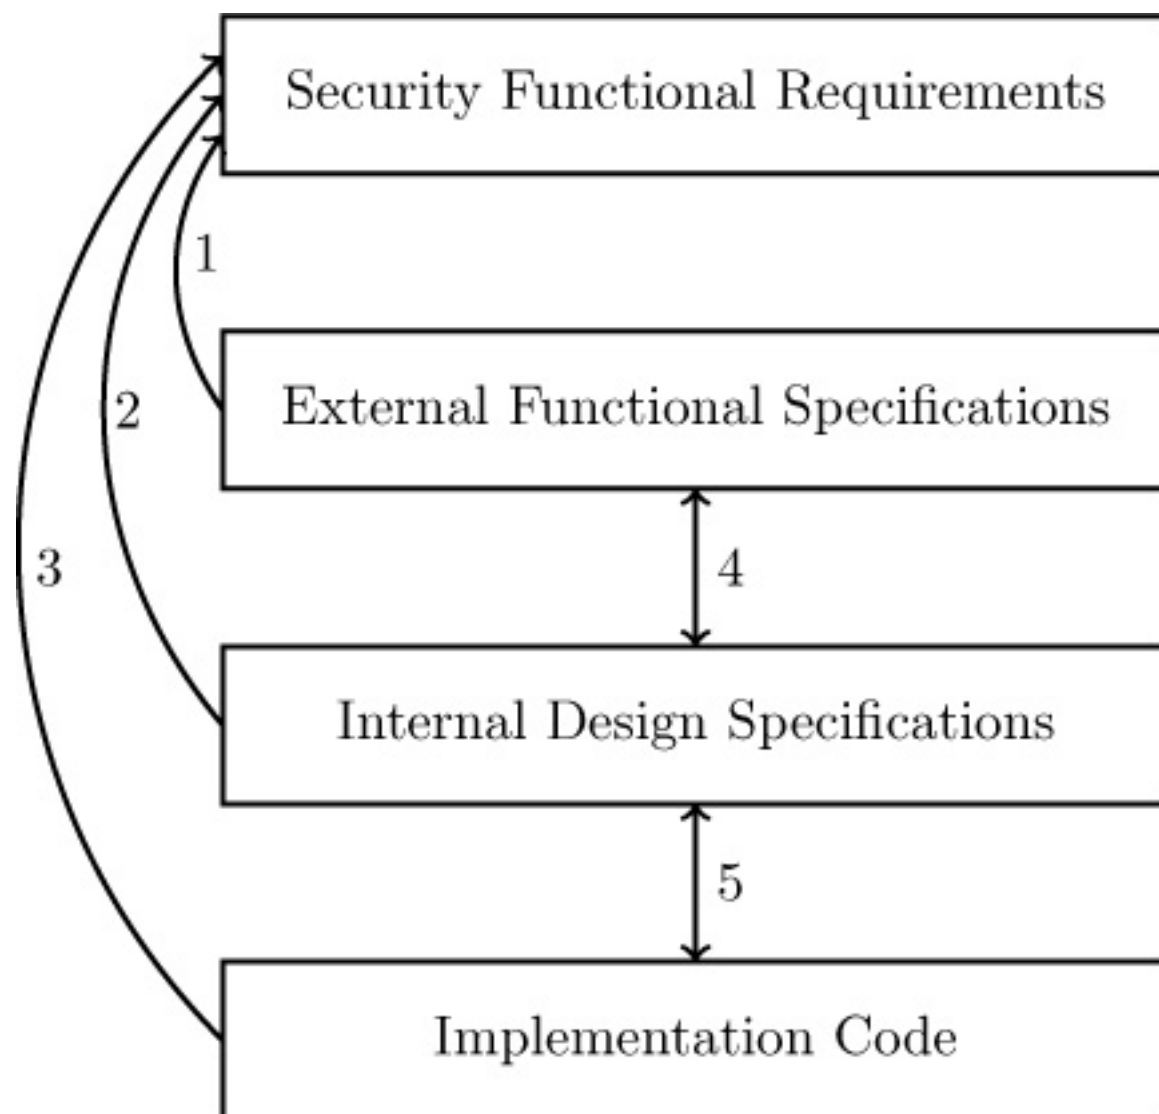 Security Functional Requirements
1
External Functional Specifications
2
4
3
Internal Design Specifications
5
Implementation Code